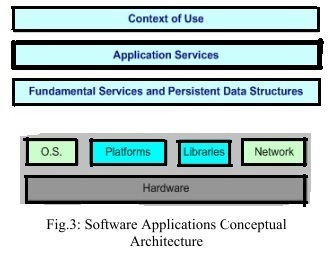 Context of Use
Application Services
Fundamental Services and Persistent Data Structures
O.S. Platforms Libraries Network
Hardware
Fig.3: Software Applications Conceptual
Architecture